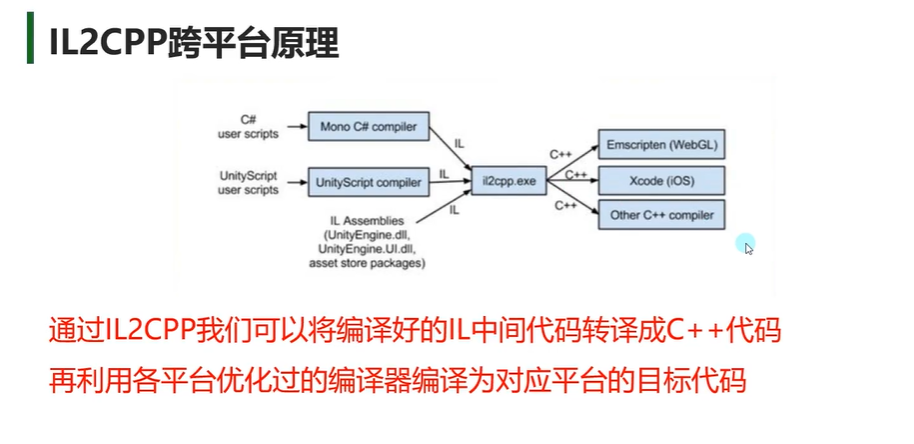 IL2CPP跨平台原理
C#
user scripts
Mono C# compiler
IL
UnityScript
user scripts
UnityScript compiler
IL
IL Assemblies
(UnityEngine.dll,
UnityEngine.UI.dll,
asset store packages)
IL
il2cpp.exe
C++
Emscripten (WebGL)
C++
Xcode (iOS)
C++
Other C++ compiler
通过IL2CPP我们可以将编译好的IL中间代码转译成C++代码
再利用各平台优化过的编译器编译为对应平台的目标代码